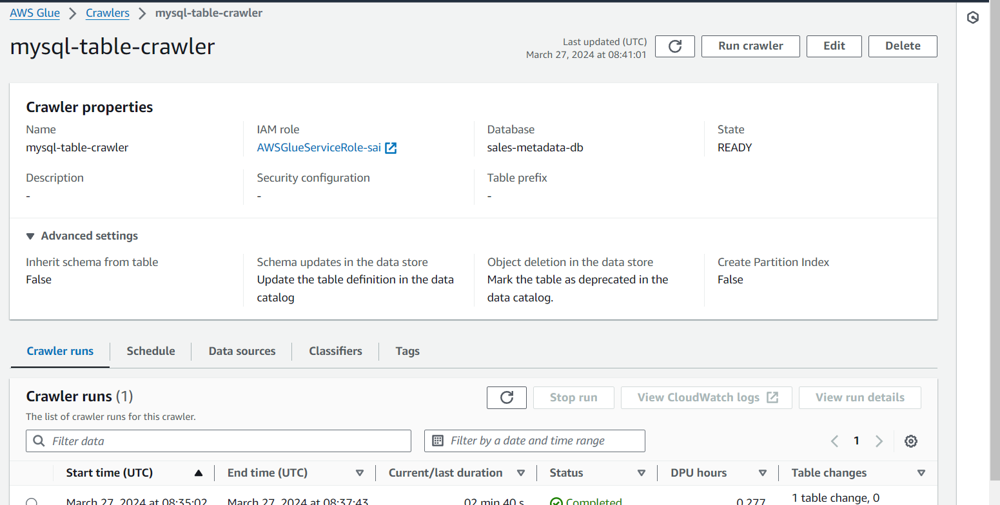 AWS Glue > Crawlers > mysql-table-crawler
mysql-table-crawler
Last updated (UTC)
March 27, 2024 at 08:41:01
Run crawler
Edit
Delete
Crawler properties
Name
mysql-table-crawler
IAM role
AWSGlueServiceRole-sai
Database
sales-metadata-db
State
READY
Description
-
Security configuration
-
Table prefix
-
Advanced settings
Inherit schema from table
False
Schema updates in the data store
Update the table definition in the data
catalog
Object deletion in the data store
Mark the table as deprecated in the
data catalog.
Create Partition Index
False
Crawler runs
Schedule
Data sources
Classifiers
Tags
Crawler runs (1)
The list of crawler runs for this crawler.
Stop run
View CloudWatch logs
View run details
Filter data
Filter by a date and time range
1
Start time (UTC)
End time (UTC)
Current/last duration
Status
DPU hours
Table changes
March 27, 2024 at 08:35:02
March 27, 2024 at 08:37:43
02 min 40 s
Completed
0.277
1 table change, 0